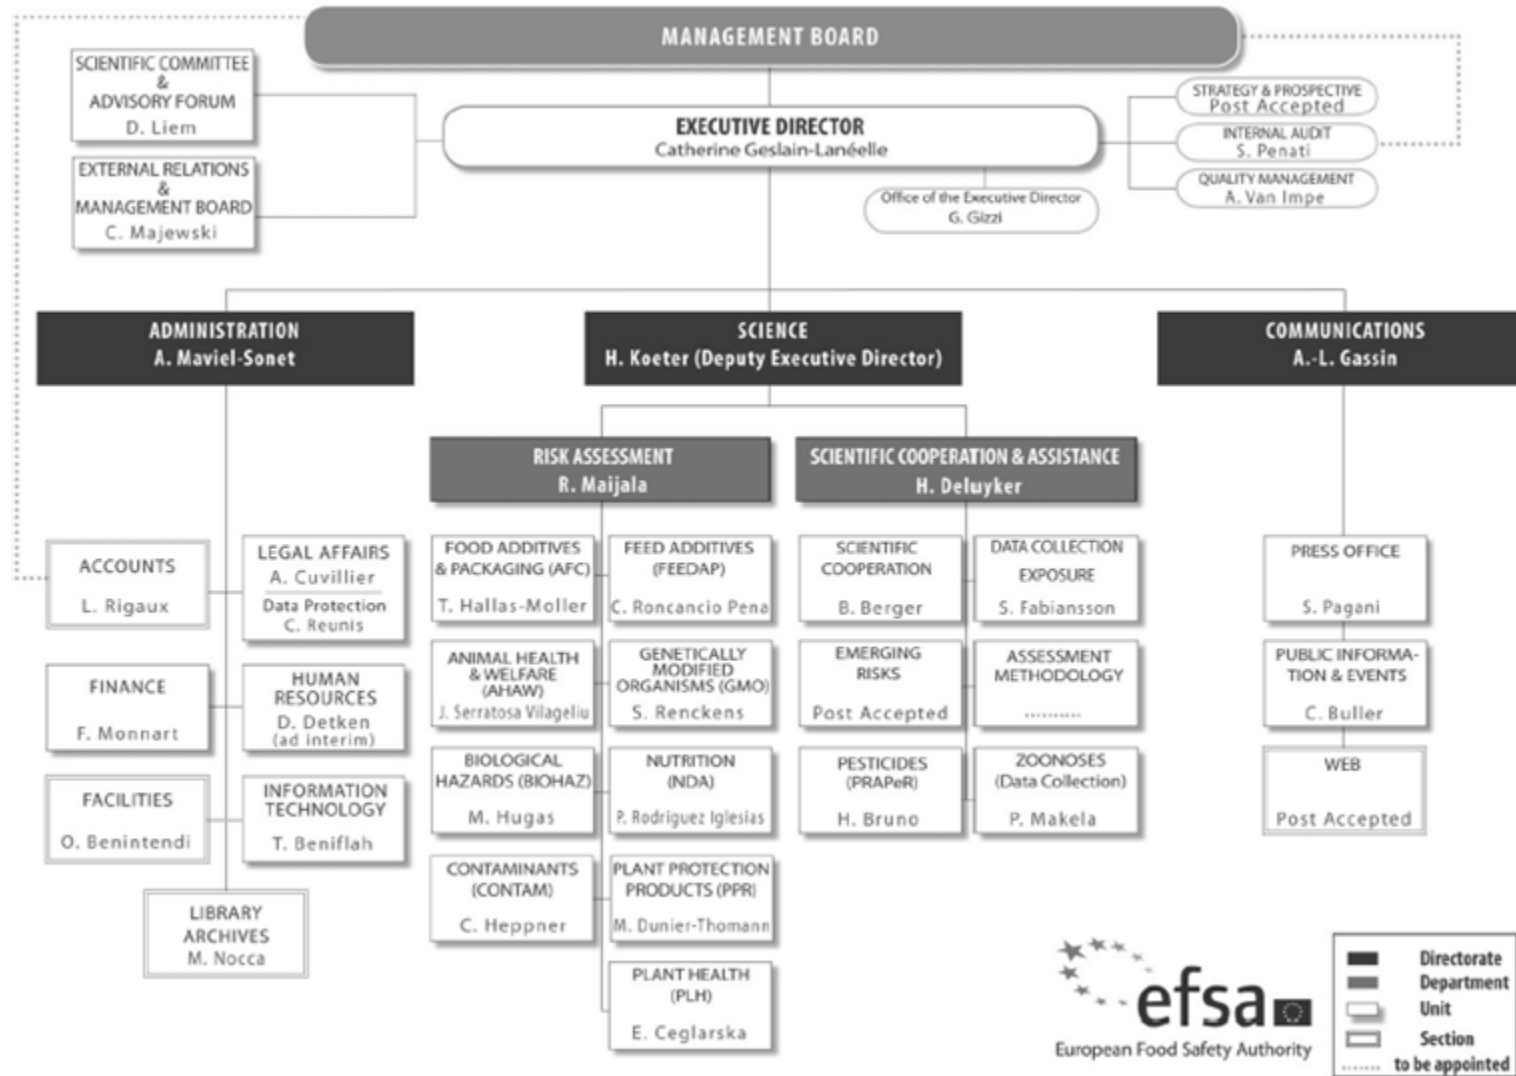 MANAGEMENT BOARD
SCIENTIFIC COMMITTEE
&
ADVISORY FORUM
D. Liem
EXTERNAL RELATIONS
&
MANAGEMENT BOARD
C. Majewski
EXECUTIVE DIRECTOR
Catherine Geslain-Lanéelle
Office of the Executive Director
G. Gizzi
STRATEGY & PROSPECTIVE
Post Accepted
INTERNAL AUDIT
S. Penati
QUALITY MANAGEMENT
A. Van Impe
ADMINISTRATION
A. Maviel-Sonet
SCIENCE
H. Koeter (Deputy Executive Director)
COMMUNICATIONS
A.-L. Gassin
RISK ASSESSMENT
R. Maijala
SCIENTIFIC COOPERATION & ASSISTANCE
H. Deluyker
ACCOUNTS
L. Rigaux
LEGAL AFFAIRS
A. Cuvillier
Data Protection
C. Reunis
FINANCE
F. Monnart
HUMAN
RESOURCES
D. Detken
(ad interim)
FACILITIES
O. Benintendi
INFORMATION
TECHNOLOGY
T. Beniflah
LIBRARY
ARCHIVES
M. Nocca
FOOD ADDITIVES
& PACKAGING (AFC)
T. Hallas-Moller
FEED ADDITIVES
(FEEDAP)
C. Roncancio Pena
ANIMAL HEALTH
& WELFARE
(AHAW)
J. Serratosa Vilageliu
GENETICALLY
MODIFIED
ORGANISMS (GMO)
S. Renckens
BIOLOGICAL
HAZARDS (BIOHAZ)
M. Hugas
NUTRITION
(NDA)
P. Rodriguez Iglesias
CONTAMINANTS
(CONTAM)
C. Heppner
PLANT PROTECTION
PRODUCTS (PPR)
M. Dunier-Thomann
PLANT HEALTH
(PLH)
E. Ceglarska
SCIENTIFIC
COOPERATION
B. Berger
DATA COLLECTION
EXPOSURE
S. Fabiansson
EMERGING
RISKS
Post Accepted
ASSESSMENT
METHODOLOGY
..........
PESTICIDES
(PRAPeR)
H. Bruno
ZOONOSES
(Data Collection)
P. Makela
PRESS OFFICE
S. Pagani
PUBLIC INFORMA-
TION & EVENTS
C. Buller
WEB
Post Accepted
efsa
European Food Safety Authority
Directorate
Department
Unit
Section
........ to be appointed